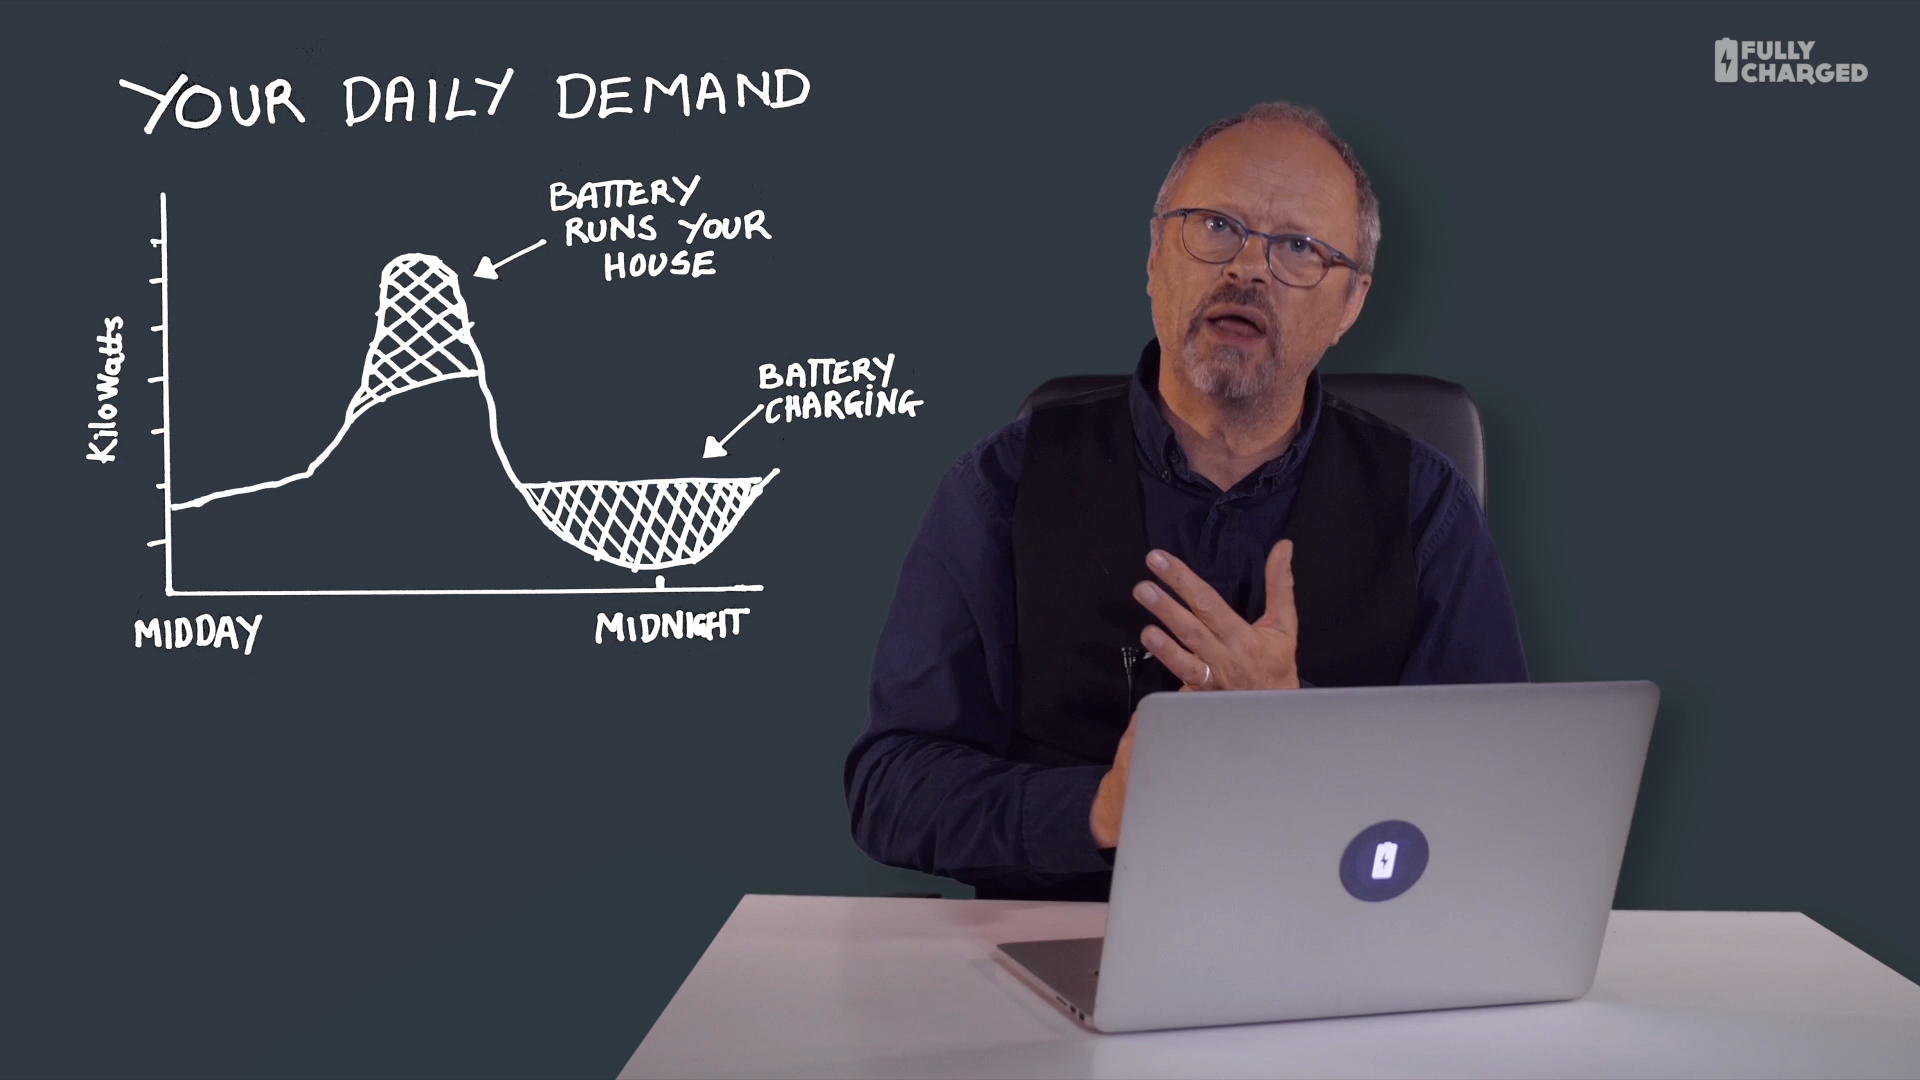 YOUR DAILY DEMAND
BATTERY
RUNS YOUR
HOUSE
BATTERY
CHARGING
KiloWatts
MIDDAY
MIDNIGHT
FULLY
CHARGED